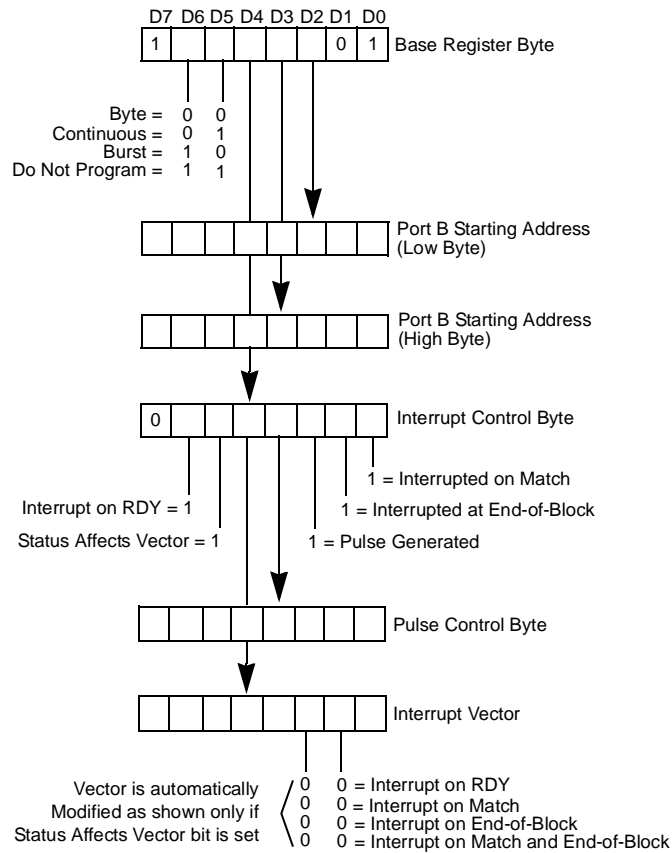 D7 D6 D5 D4 D3 D2 D1 D0
1 0 1 Base Register Byte
Byte = 0 0
Continuous = 0 1
Burst = 1 0
Do Not Program = 1 1
Port B Starting Address
(Low Byte)
Port B Starting Address
(High Byte)
0 Interrupt Control Byte
1 = Interrupted on Match
Interrupt on RDY = 1
1 = Interrupted at End-of-Block
Status Affects Vector = 1
1 = Pulse Generated
Pulse Control Byte
Interrupt Vector
Vector is automatically
Modified as shown only if
Status Affects Vector bit is set
0 0 = Interrupt on RDY
0 0 = Interrupt on Match
0 0 = Interrupt on End-of-Block
0 0 = Interrupt on Match and End-of-Block